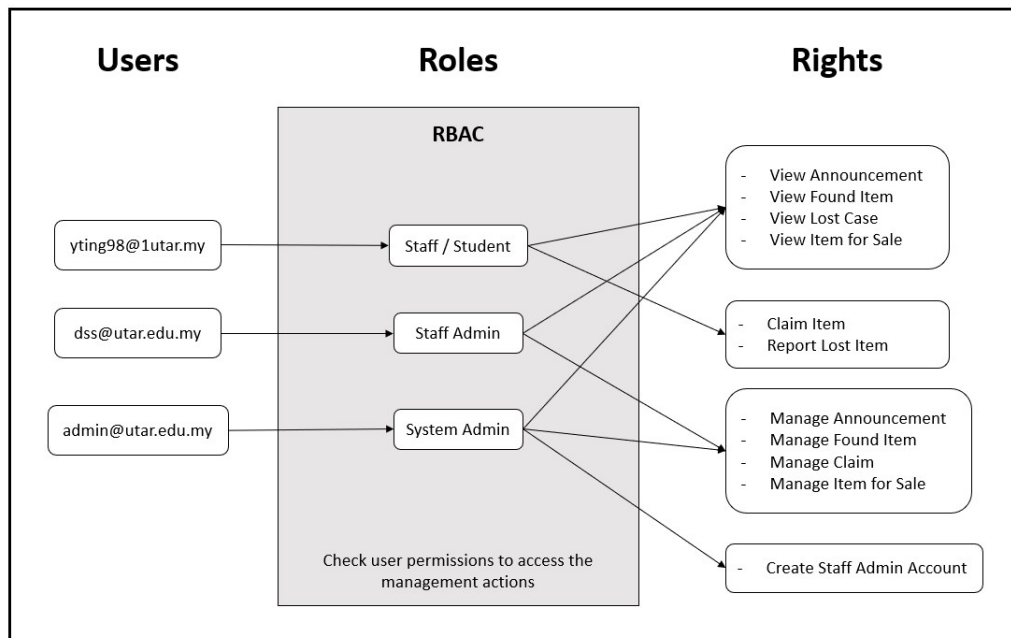 Users
Roles
Rights
RBAC
yting98@1utar.my
dss@utar.edu.my
admin@utar.edu.my
Staff / Student
Staff Admin
System Admin
Check user permissions to access the
management actions
- View Announcement
- View Found Item
- View Lost Case
- View Item for Sale
- Claim Item
- Report Lost Item
- Manage Announcement
- Manage Found Item
- Manage Claim
- Manage Item for Sale
- Create Staff Admin Account